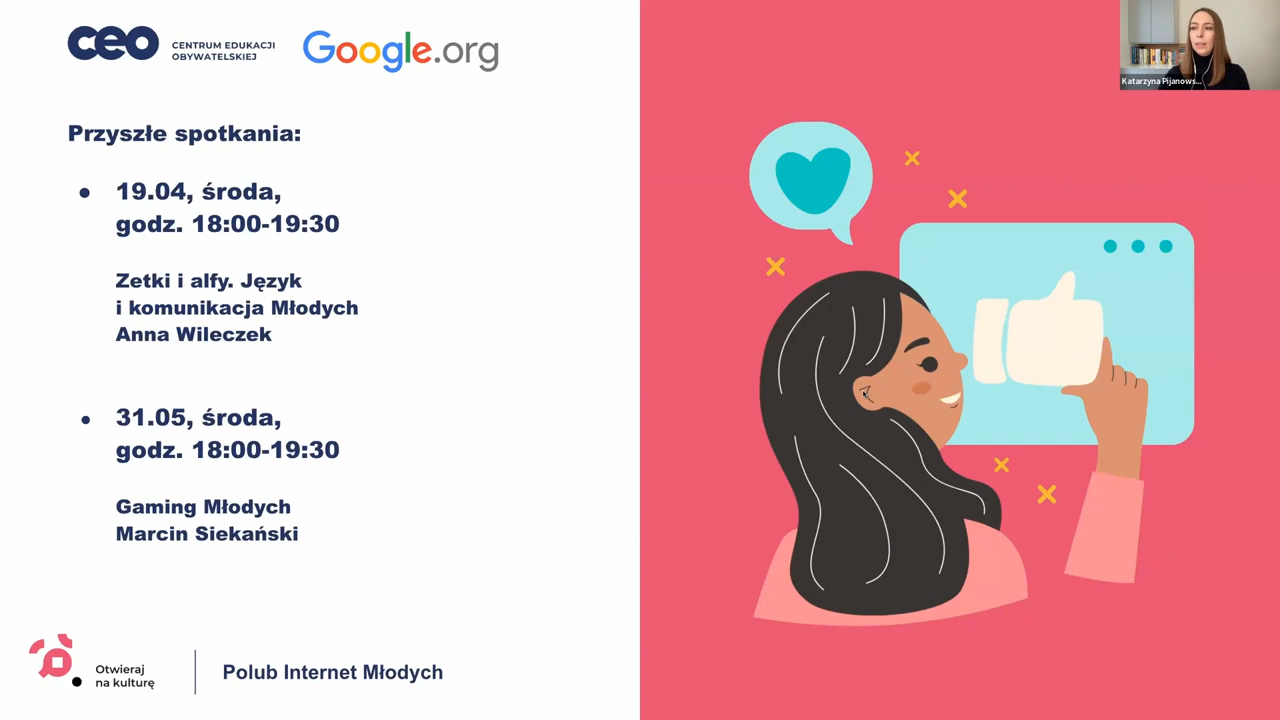 ceo
CENTRUM EDUKACJI
OBYWATELSKIEJ
Google.org
Katarzyna Pijanows...
Przyszłe spotkania:
• 19.04, środa,
godz. 18:00-19:30
Zetki i alfy. Język
i komunikacja Młodych
Anna Wileczek
• 31.05, środa,
godz. 18:00-19:30
Gaming Młodych
Marcin Siekański
Otwieraj
na kulturę
Polub Internet Młodych